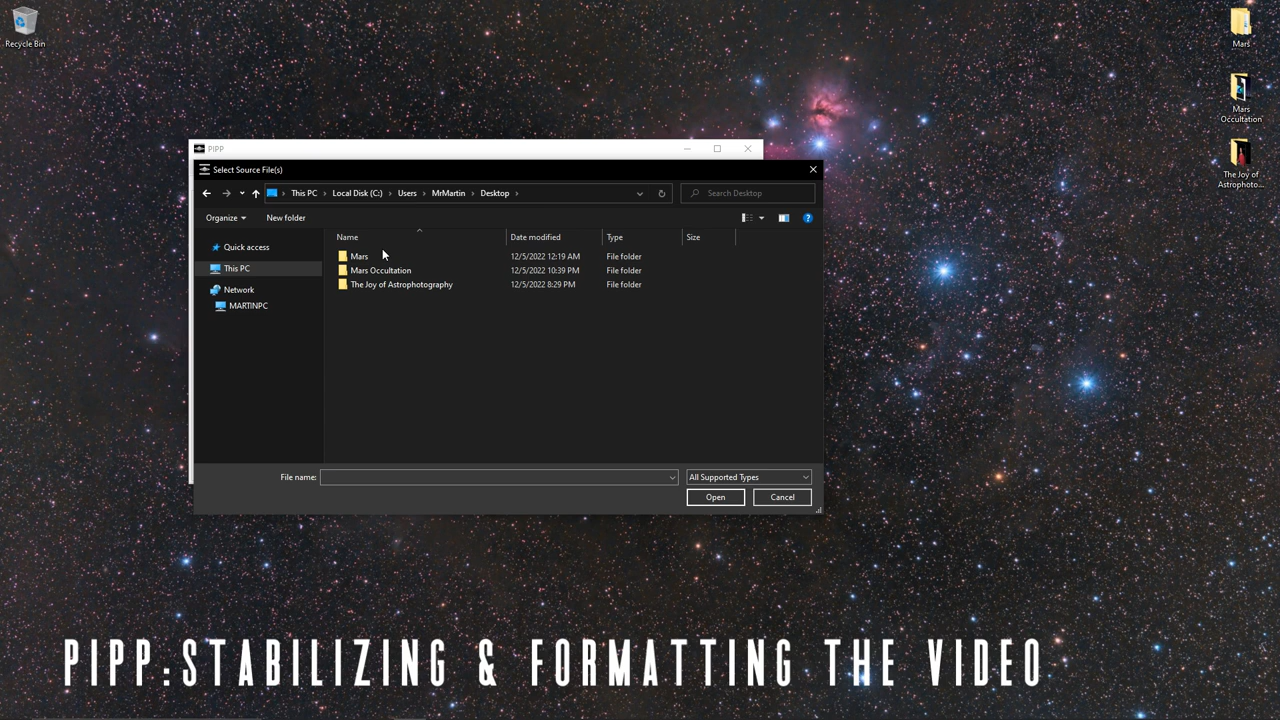 Recycle Bin
Mars
Mars
Occultation
The Joy of
Astrophoto...
PIPP
Select Source File(s)
This PC > Local Disk (C:) > Users > MrMartin > Desktop >
Search Desktop
Organize
New folder
Quick access
This PC
Network
MARTINPC
Name Date modified Type Size
Mars 12/5/2022 12:19 AM File folder
Mars Occultation 12/5/2022 10:39 PM File folder
The Joy of Astrophotography 12/5/2022 8:29 PM File folder
File name:
All Supported Types
Open
Cancel
PIPP:STABILIZING & FORMATTING THE VIDEO